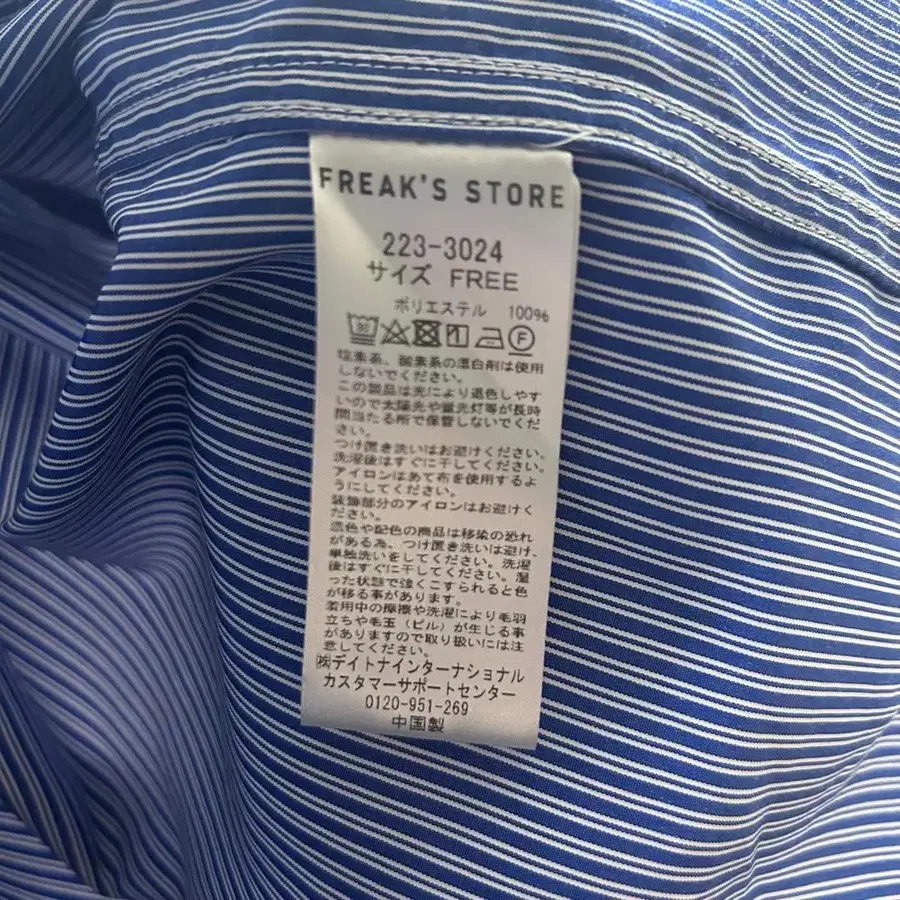 FREAK'S STORE
223-3024
サイズ FREE
ポリエステル 100%
塩素系、酸素系の漂白剤は使用
しないでください。
この製品は光により退色しやす
いので太陽光や蛍光灯等が長時
間当たる所で保管しないでくだ
さい。
つけ置き洗いはお避けください。
洗濯後はすぐに干してください。
アイロンはあて布を使用するよ
うにしてください。
装飾部分のアイロンはお避けく
ださい。
濃色や配色の商品は移染の恐れ
がある為、つけ置き洗いは避け、
単独洗いをしてください。洗濯
後はすぐに干してください。湿
った状態で強くこすられると色
が移る事があります。
着用中の摩擦や洗濯により毛羽
立ちや毛玉（ピル）が生じる事
がありますので取り扱いには注
意してください。
㈱デイトナインターナショナル
カスタマーサポートセンター
0120-951-269
中国製